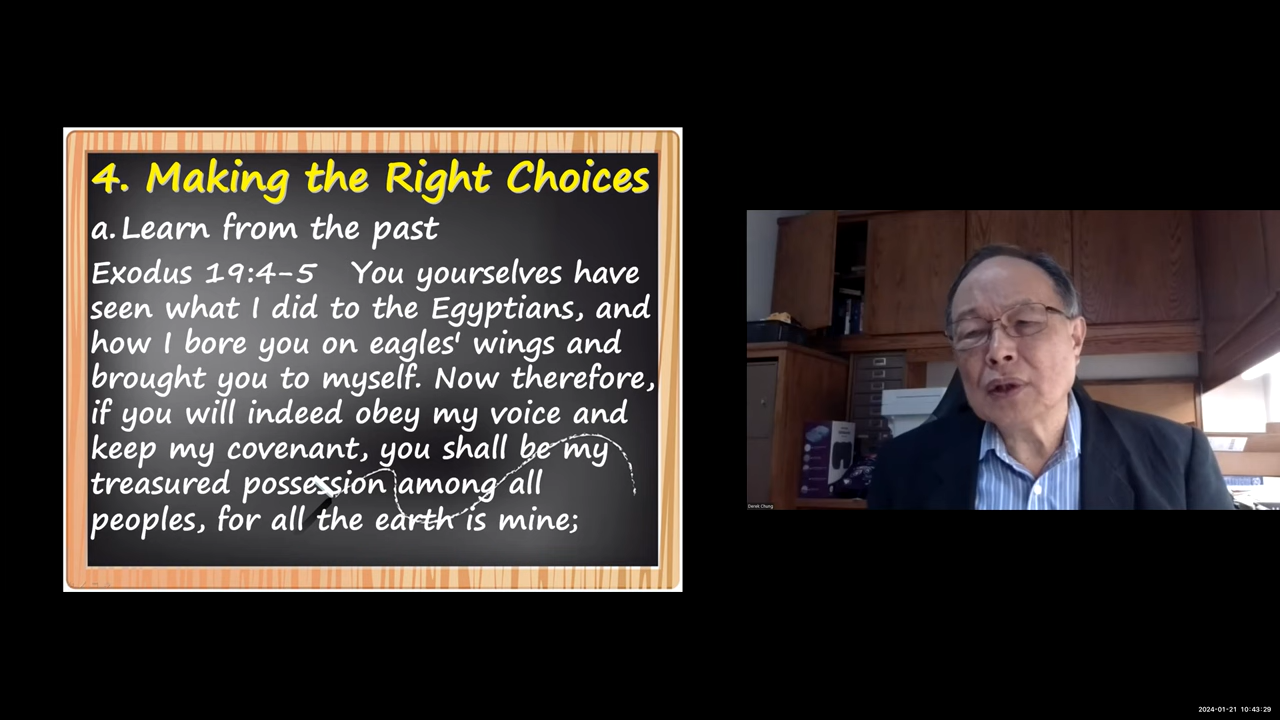 4. Making the Right Choices
a. Learn from the past
Exodus 19:4-5 You yourselves have
seen what I did to the Egyptians, and
how I bore you on eagles' wings and
brought you to myself. Now therefore,
if you will indeed obey my voice and
keep my covenant, you shall be my
treasured possession among all
peoples, for all the earth is mine;
Derek Chung
2024-01-21 10:43:29